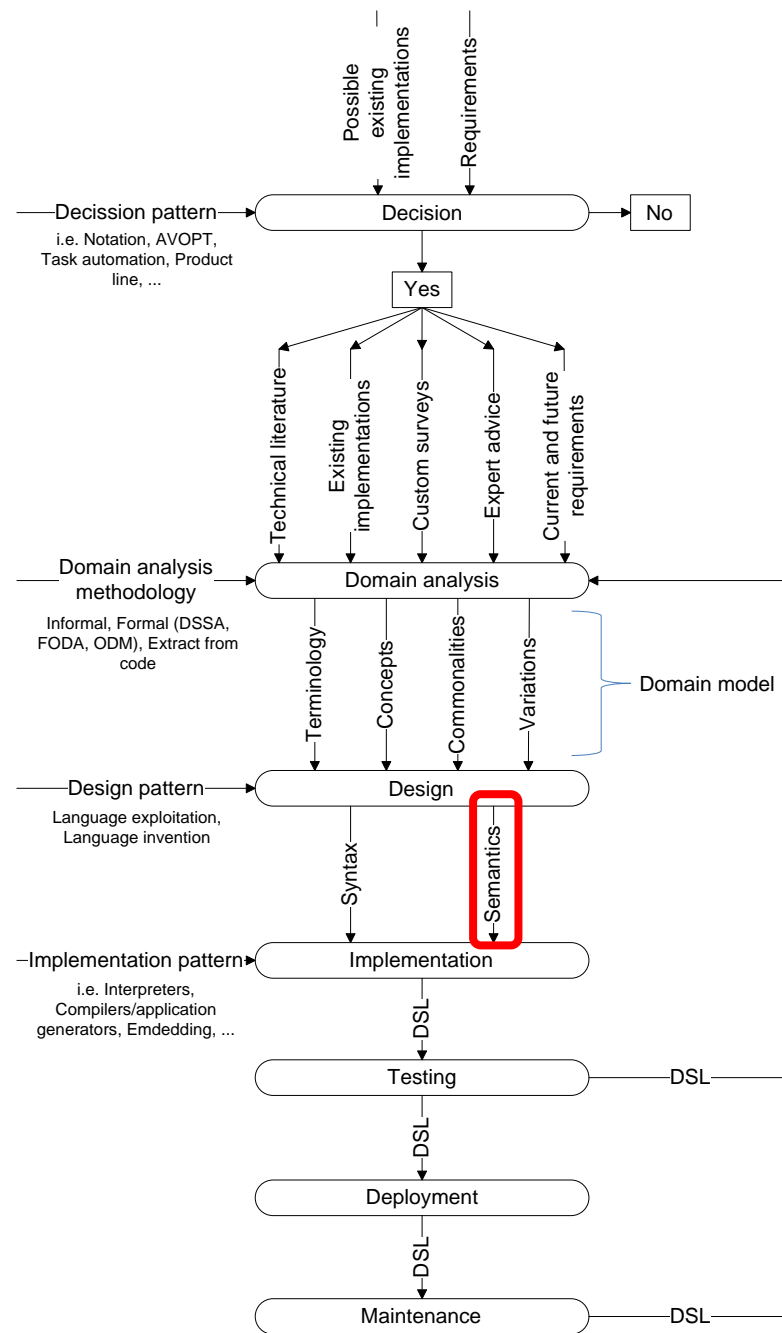 Possible
existing
implementations
Requirements
Decission pattern
Decision
No
i.e. Notation, AVOPT,
Task automation, Product
line, ...
Yes
Technical literature
Existing
implementations
Custom surveys
Expert advice
Current and future
requirements
Domain analysis
methodology
Domain analysis
Informal, Formal (DSSA,
FODA, ODM), Extract from
code
Terminology
Concepts
Commonalities
Variations
Domain model
Design pattern
Design
Language exploitation,
Language invention
Syntax
Semantics
Implementation pattern
Implementation
i.e. Interpreters,
Compilers/application
generators, Emdedding, ...
DSL
Testing
DSL
DSL
Deployment
DSL
Maintenance
DSL